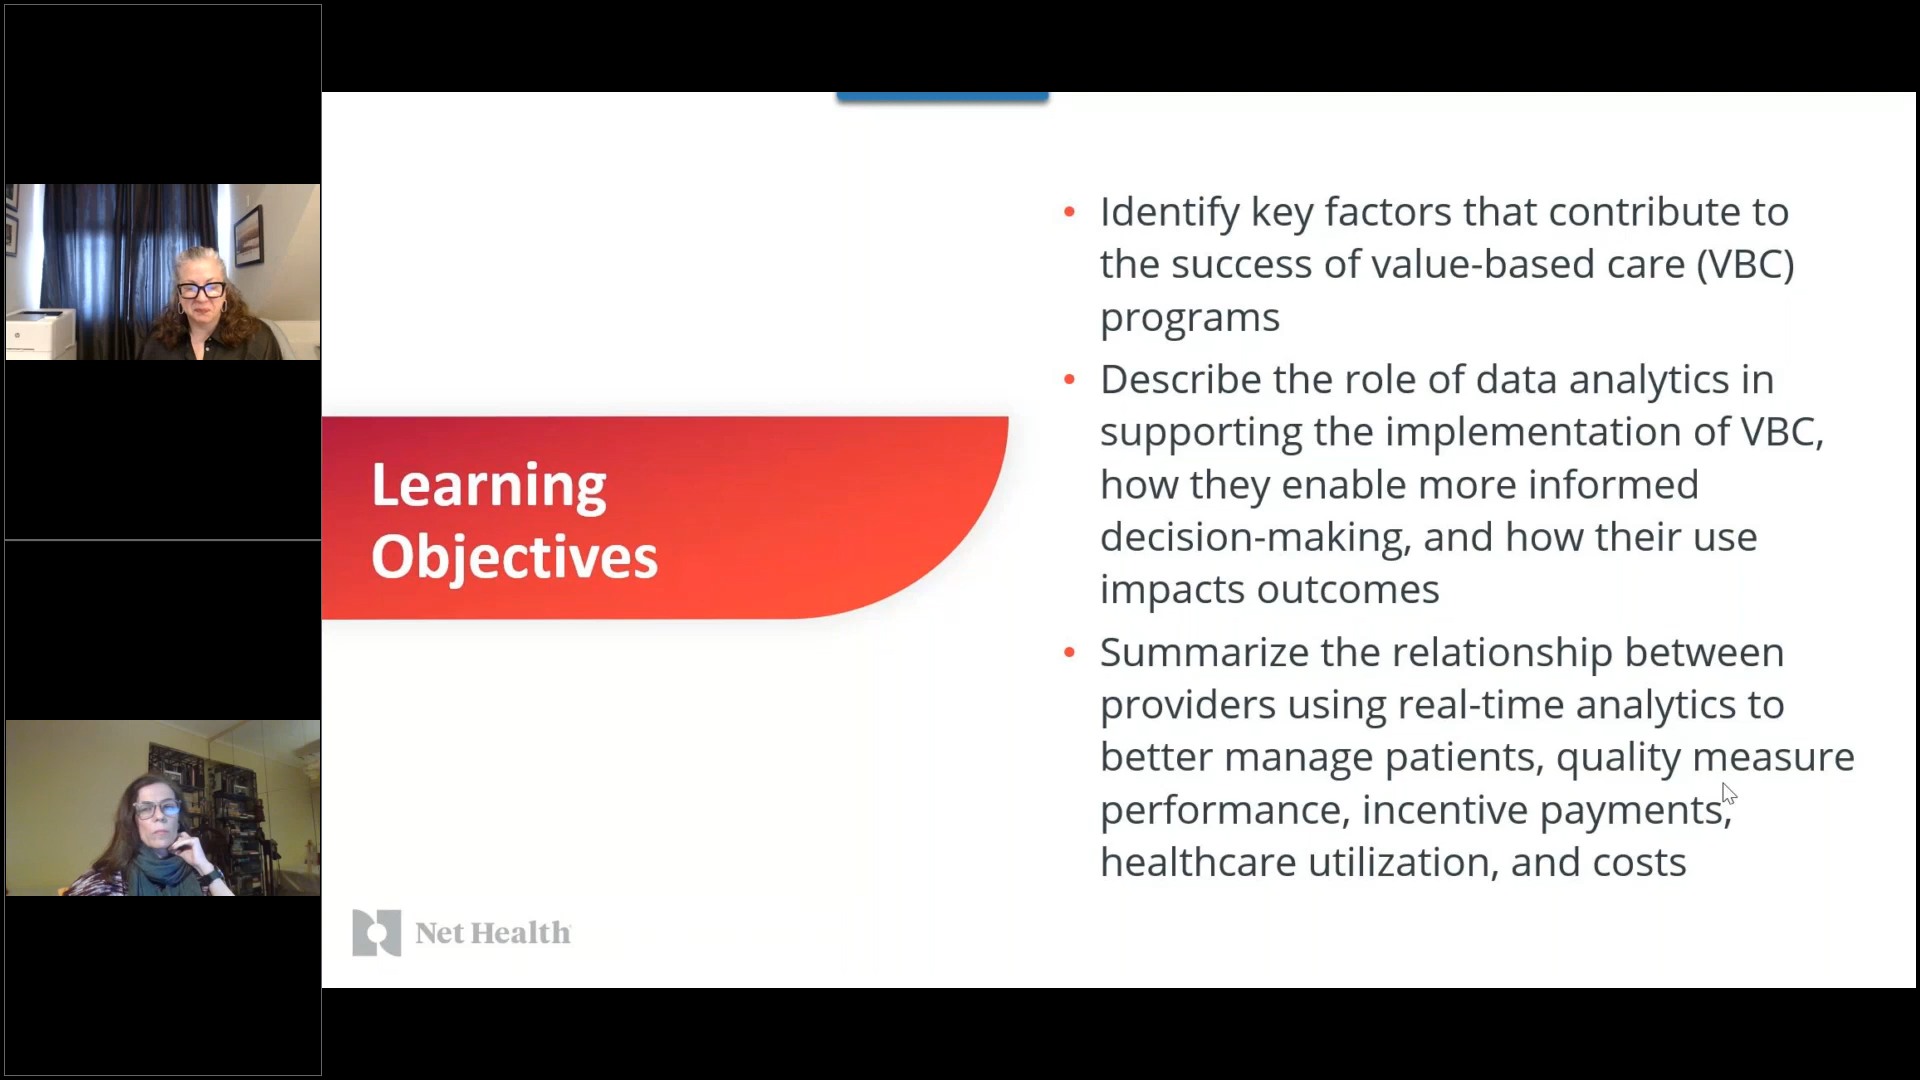 Learning
Objectives
• Identify key factors that contribute to
the success of value-based care (VBC)
programs
• Describe the role of data analytics in
supporting the implementation of VBC,
how they enable more informed
decision-making, and how their use
impacts outcomes
• Summarize the relationship between
providers using real-time analytics to
better manage patients, quality measure
performance, incentive payments,
healthcare utilization, and costs
Net Health